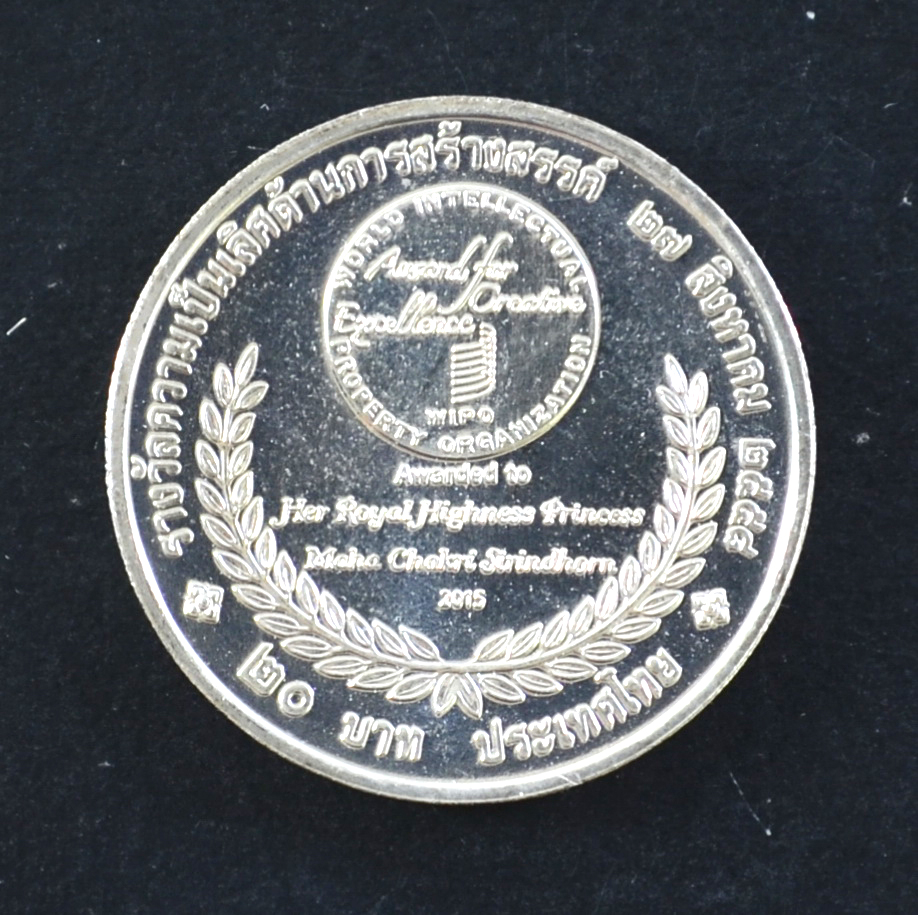 รางวัลความเป็นเลิศด้านการสร้างสรรค์ ๒๗ สิงหาคม ๒๕๕๘
WORLD INTELLECTUAL
Award for
Creative
Excellence
WIPO
PROPERTY ORGANIZATION
Awarded to
Her Royal Highness Princess
Maha Chakri Sirindhorn
2015
๒๐ บาท ประเทศไทย